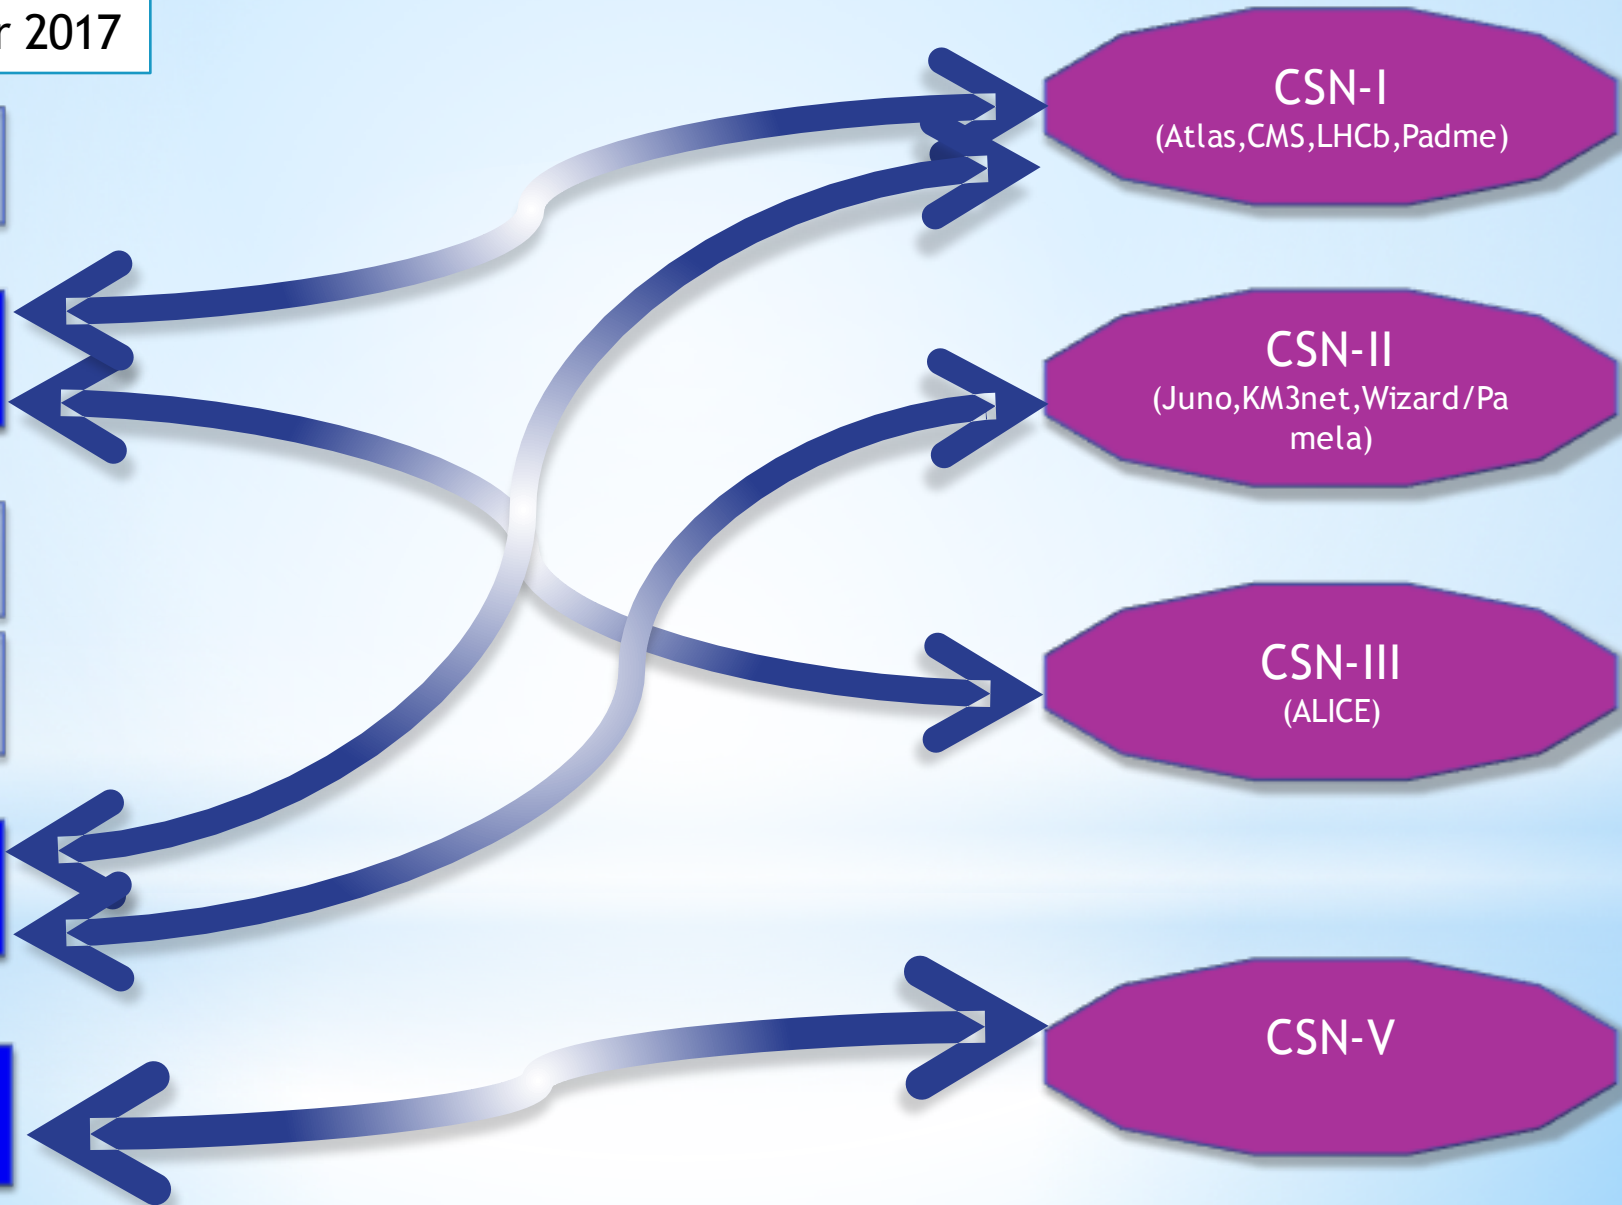 2017
CSN-I
(Atlas,CMS,LHCb,Padme)
CSN-II
(Juno,KM3net,Wizard/Pa
mela)
CSN-III
(ALICE)
CSN-V